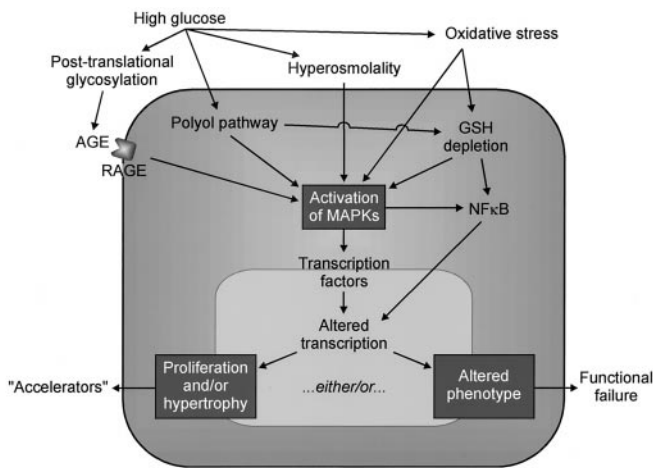 High glucose
Oxidative stress
Post-translational
glycosylation
Hyperosmolality
Polyol pathway
GSH
depletion
AGE
RAGE
Activation
of MAPKs
NFκB
Transcription
factors
Altered
transcription
"Accelerators"
Proliferation
and/or
hypertrophy
...either/or...
Altered
phenotype
Functional
failure